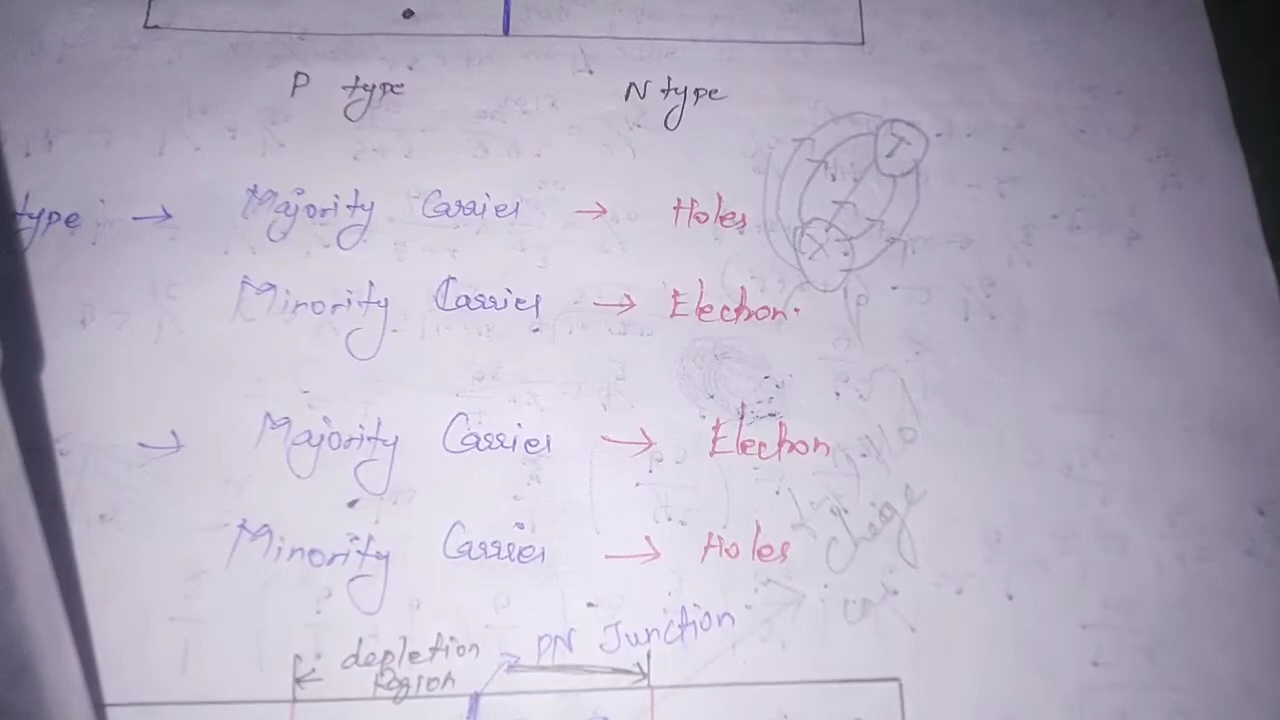 P type N type
type → Majority Carrier → Holes
Minority Carrier → Electron.
→ Majority Carrier → Electron
Minority Carrier → Holes
charge
depletion Region PN Junction